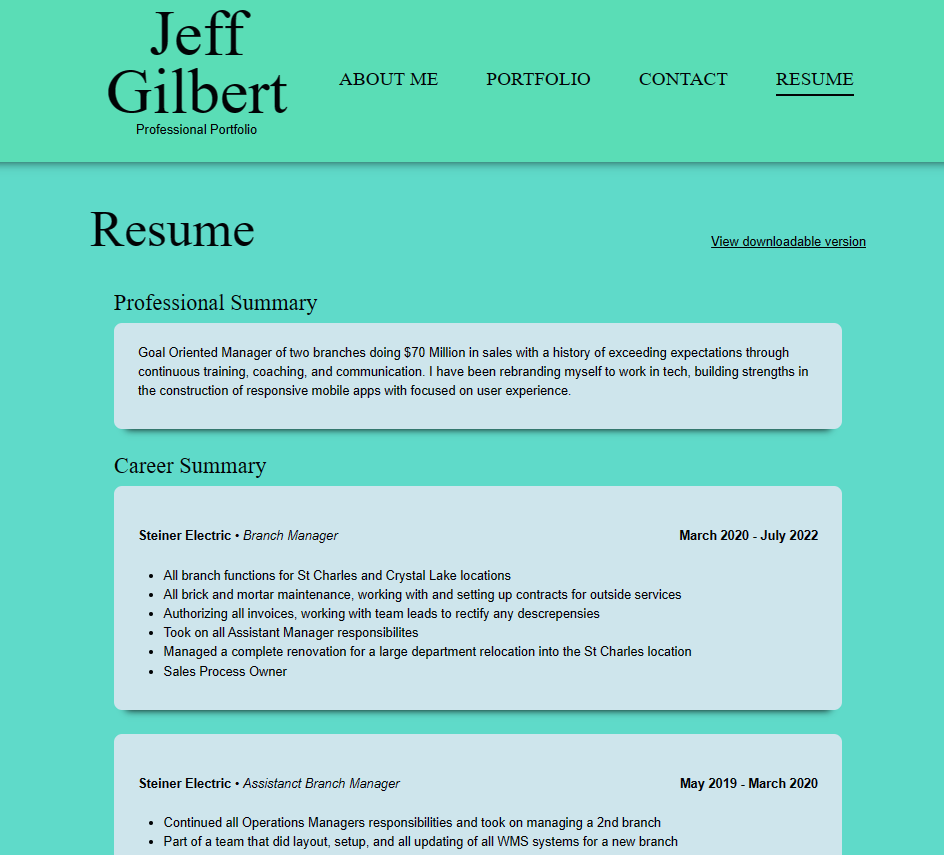 Jeff
Gilbert
Professional Portfolio
ABOUT ME
PORTFOLIO
CONTACT
RESUME
Resume
View downloadable version
Professional Summary
Goal Oriented Manager of two branches doing $70 Million in sales with a history of exceeding expectations through
continuous training, coaching, and communication. I have been rebranding myself to work in tech, building strengths in
the construction of responsive mobile apps with focused on user experience.
Career Summary
Steiner Electric • Branch Manager
March 2020 - July 2022
• All branch functions for St Charles and Crystal Lake locations
• All brick and mortar maintenance, working with and setting up contracts for outside services
• Authorizing all invoices, working with team leads to rectify any descrepensies
• Took on all Assistant Manager responsibilites
• Managed a complete renovation for a large department relocation into the St Charles location
• Sales Process Owner
Steiner Electric • Assistanct Branch Manager
May 2019 - March 2020
• Continued all Operations Managers responsibilities and took on managing a 2nd branch
• Part of a team that did layout, setup, and all updating of all WMS systems for a new branch